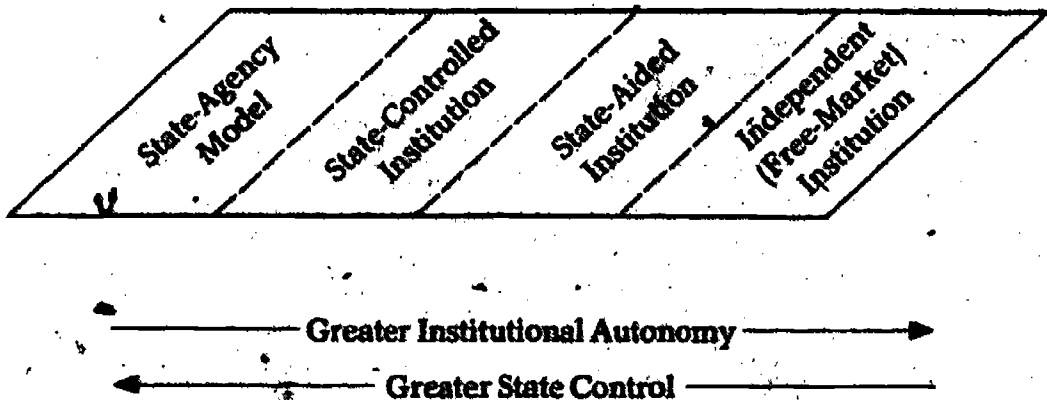 State-Agency
Model
State-Controlled
Institution
State-Aided
Institution
Independent
(Free-Market)
Institution
Greater Institutional Autonomy
Greater State Control